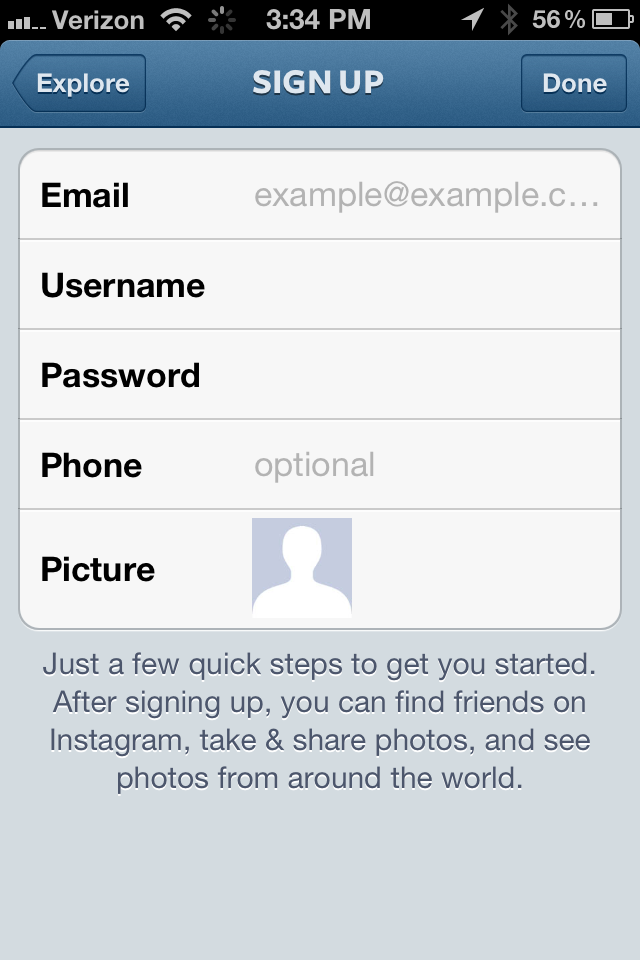 Verizon 3:34 PM 56%
Explore SIGN UP Done
Email example@example.c...
Username
Password
Phone optional
Picture
Just a few quick steps to get you started.
After signing up, you can find friends on
Instagram, take & share photos, and see
photos from around the world.